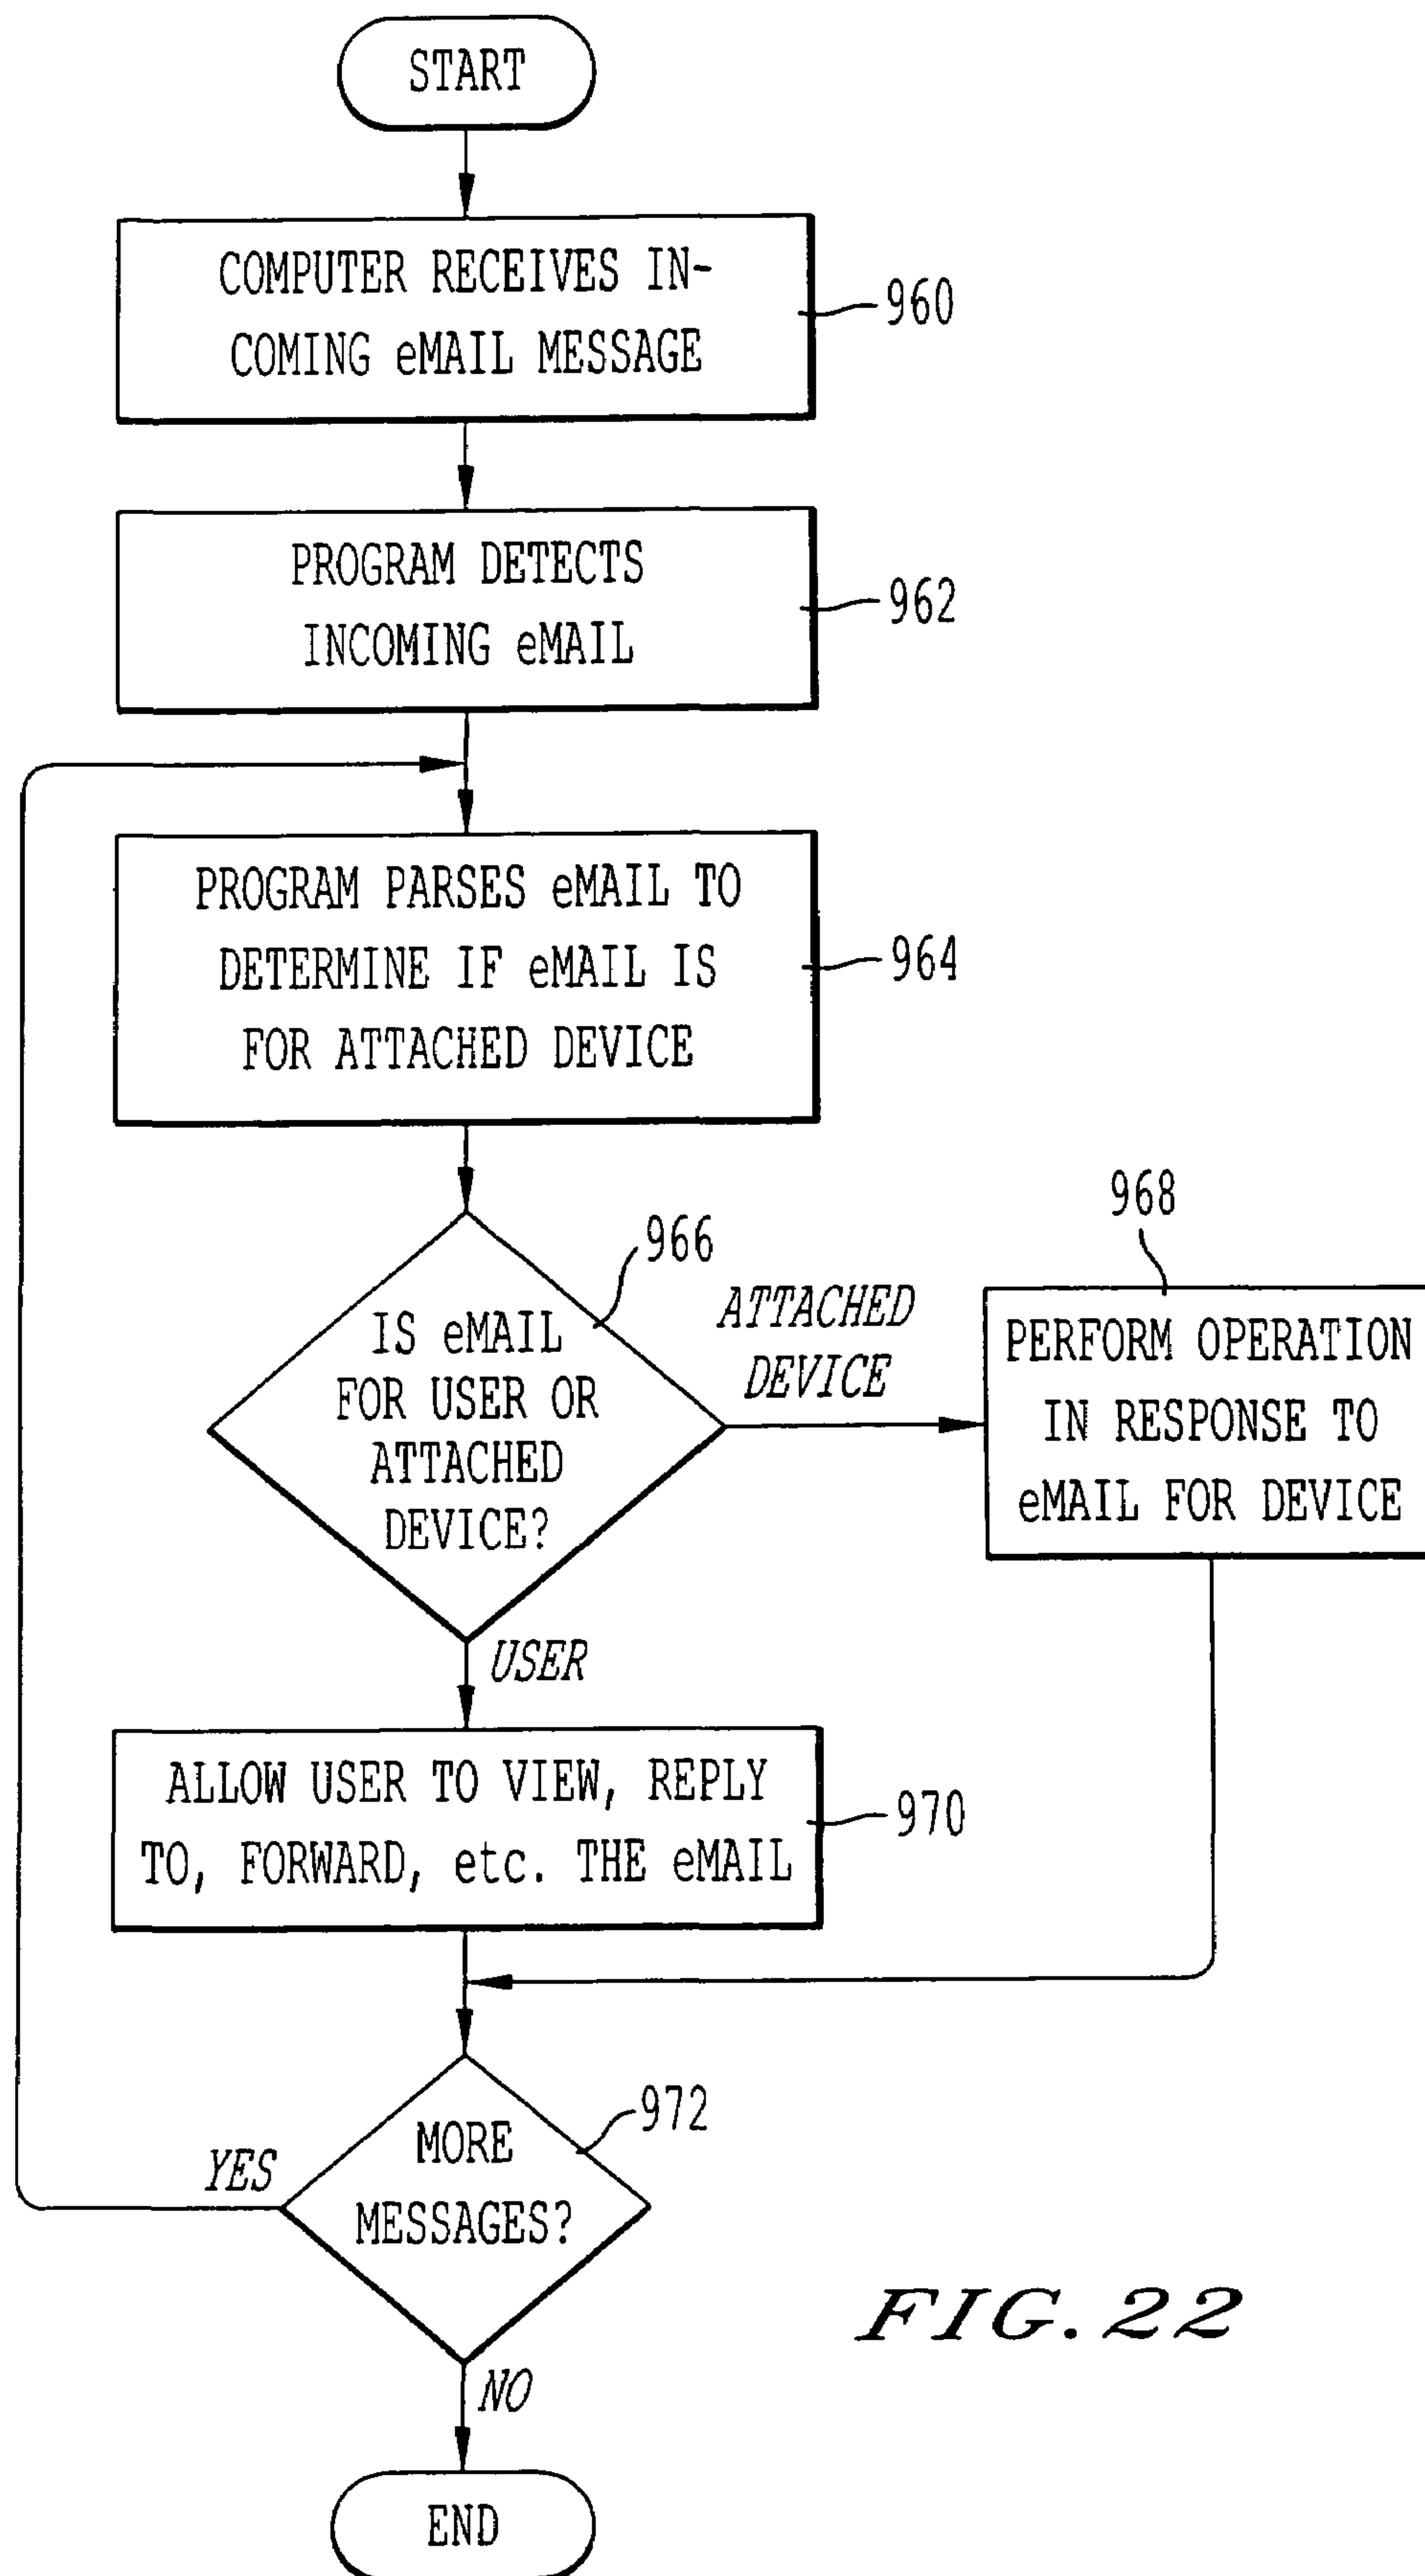 START
COMPUTER RECEIVES IN-
COMING eMAIL MESSAGE
960
PROGRAM DETECTS
INCOMING eMAIL
962
PROGRAM PARSES eMAIL TO
DETERMINE IF eMAIL IS
FOR ATTACHED DEVICE
964
IS eMAIL
FOR USER OR
ATTACHED
DEVICE?
966
ATTACHED
DEVICE
968
PERFORM OPERATION
IN RESPONSE TO
eMAIL FOR DEVICE
USER
ALLOW USER TO VIEW, REPLY
TO, FORWARD, etc. THE eMAIL
970
MORE
MESSAGES?
972
YES
NO
END
FIG. 22